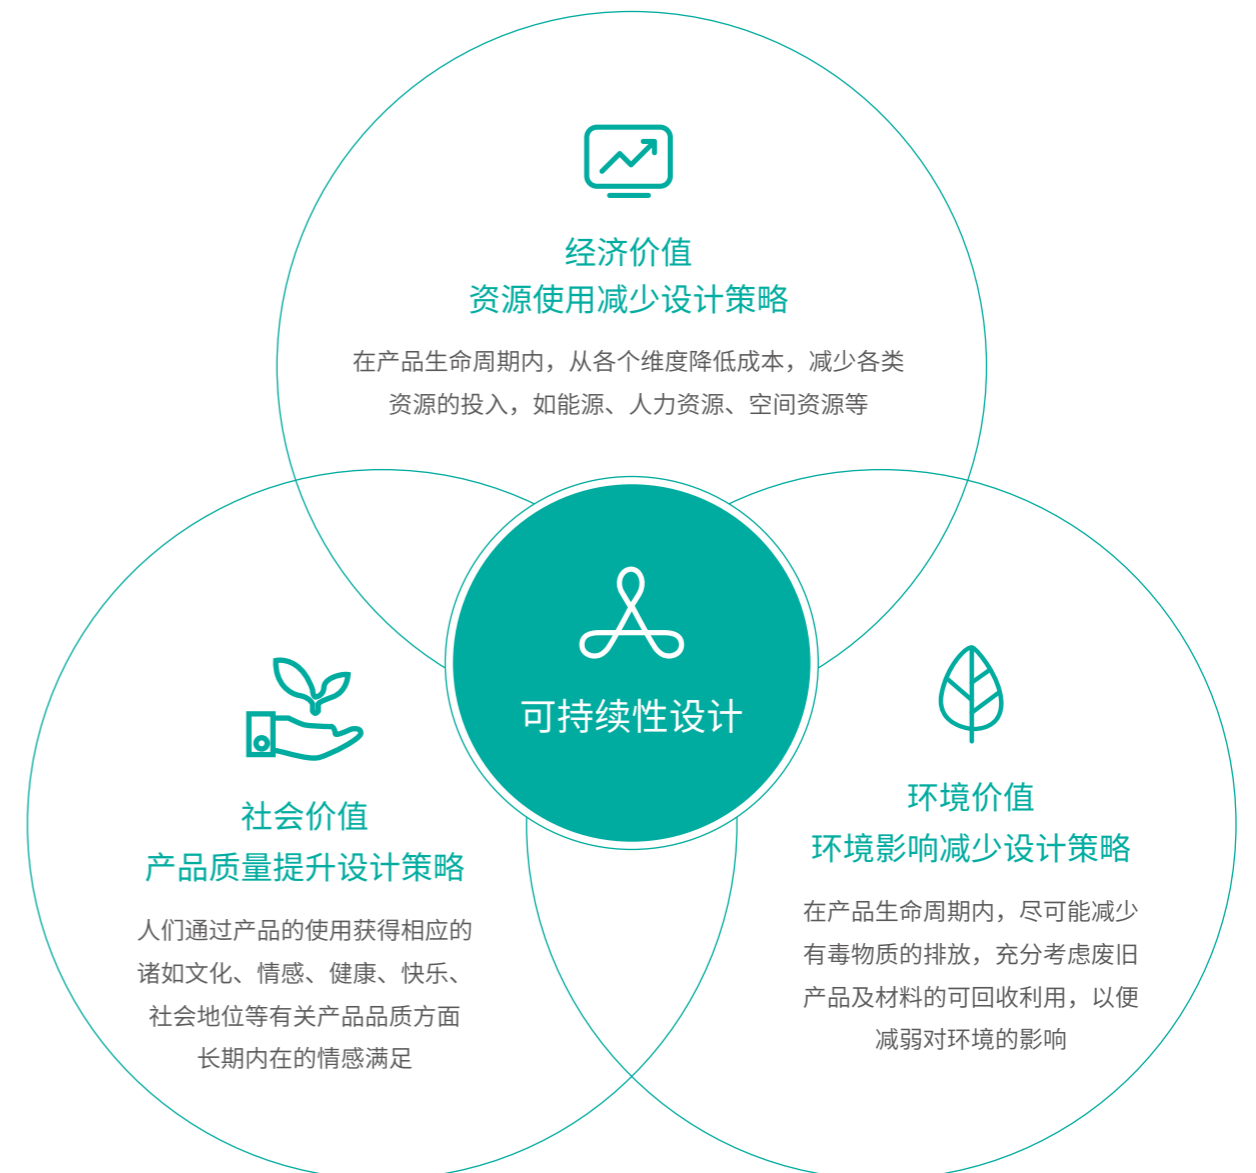 经济价值
资源使用减少设计策略
在产品生命周期内，从各个维度降低成本，减少各类
资源的投入，如能源、人力资源、空间资源等
可持续性设计
社会价值
产品质量提升设计策略
人们通过产品的使用获得相应的
诸如文化、情感、健康、快乐、
社会地位等有关产品品质方面
长期内在的情感满足
环境价值
环境影响减少设计策略
在产品生命周期内，尽可能减少
有毒物质的排放，充分考虑废旧
产品及材料的可回收利用，以便
减弱对环境的影响